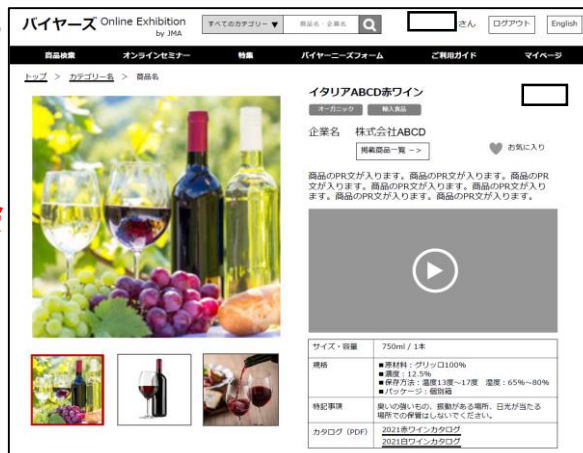 バイヤーズ Online Exhibition
by JMA
すべてのカテゴリー ▼
商品名・企業名
さん
ログアウト
English
商品検索 オンラインセミナー 特集 バイヤーニーズフォーム ご利用ガイド マイページ
トップ > カテゴリー名 > 商品名
イタリアABCD赤ワイン
オーガニック 輸入食品
企業名 株式会社ABCD
掲載商品一覧 ->
お気に入り
商品のPR文が入ります。商品のPR文が入ります。商品のPR
文が入ります。商品のPR文が入ります。商品のPR文が入り
ます。商品のPR文が入ります。商品のPR文が入ります。
サイズ・容量 750ml / 1本
規格 ■原材料：グリッロ100%
■濃度：12.5%
■保存方法：温度13度～17度 湿度：65%～80%
■パッケージ：個別箱
特記事項 臭いの強いもの、振動がある場所、日光が当たる
場所での保管はしないでください。
カタログ（PDF） 2021赤ワインカタログ
2021白ワインカタログ